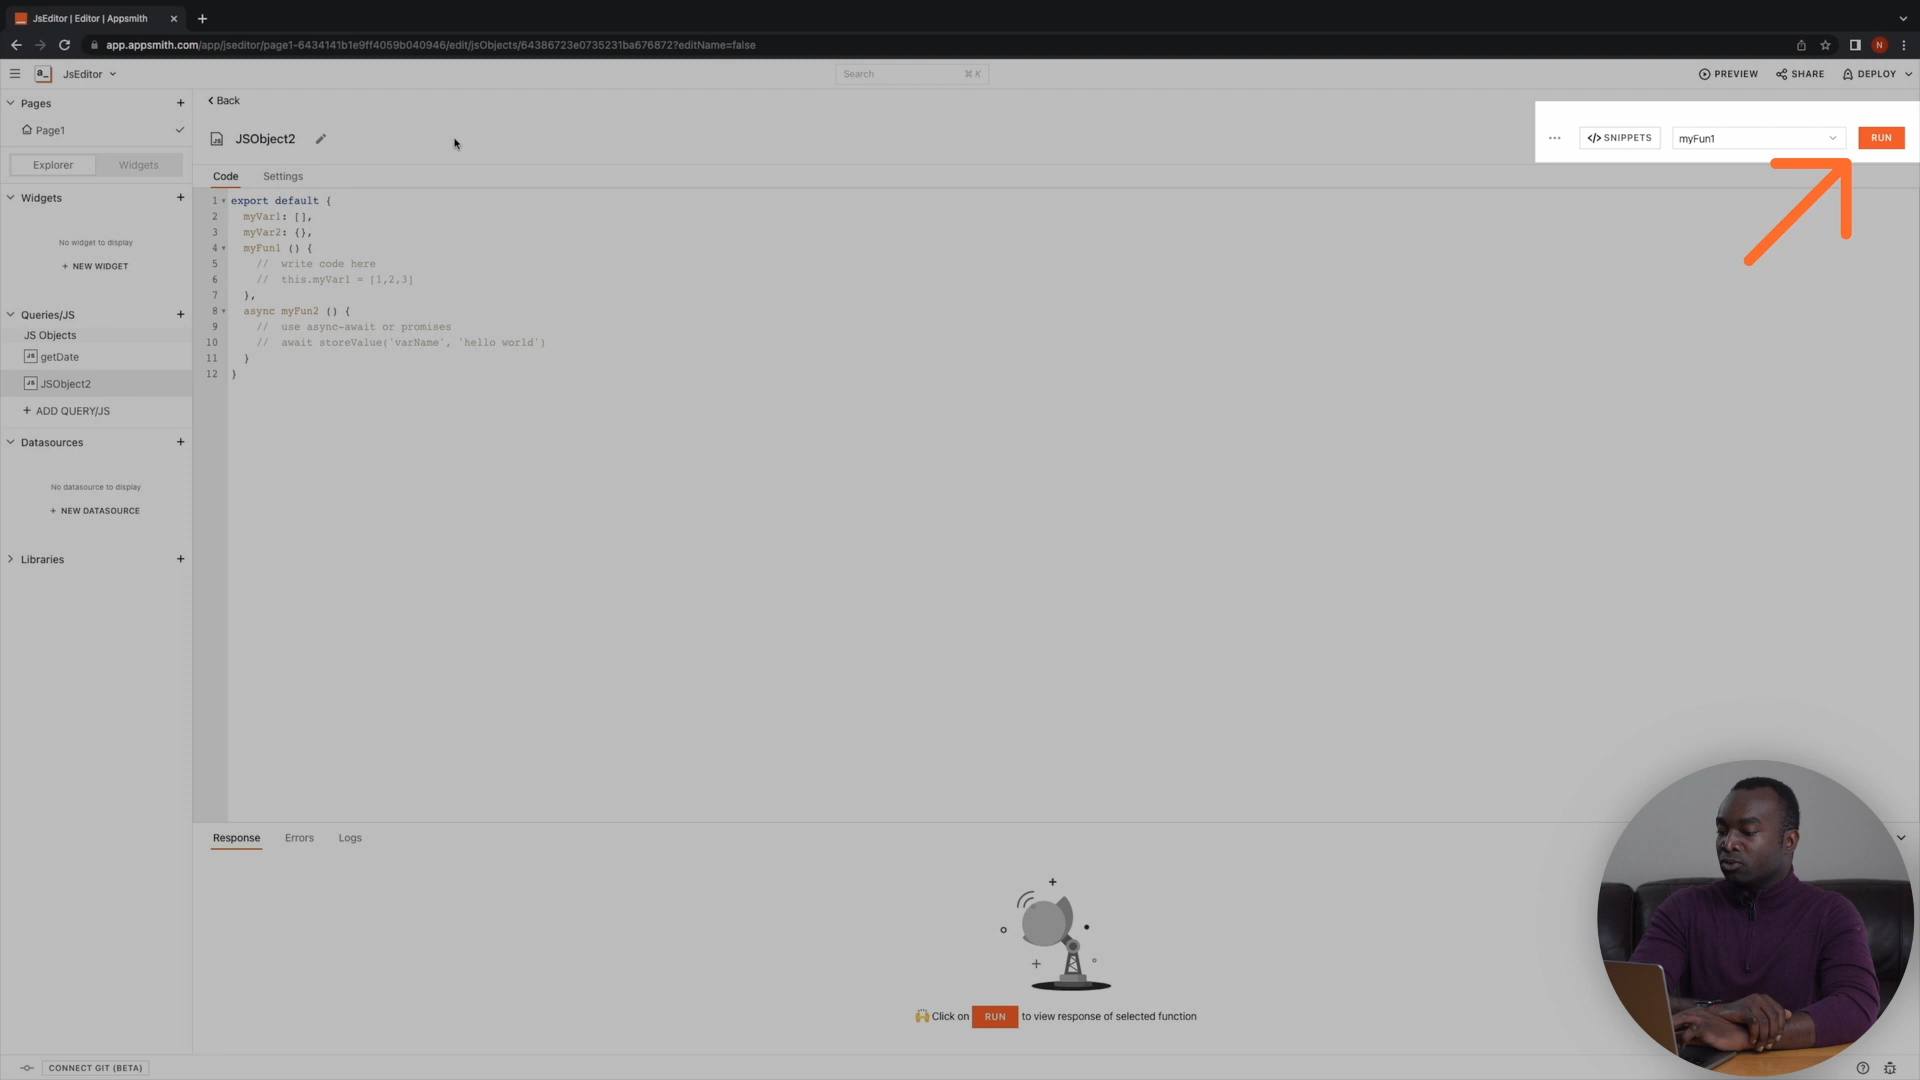 JsEditor | Editor | Appsmith
app.appsmith.com/app/jseditor/page1-6434141b1e9ff4059b040946/edit/jsObjects/64386723e0735231ba676872?editName=false
N
a_ JsEditor
Search ⌘ K
PREVIEW SHARE DEPLOY
Pages
Page1
Explorer Widgets
Widgets
No widget to display
+ NEW WIDGET
Queries/JS
JS Objects
JS getDate
JS JSObject2
+ ADD QUERY/JS
Datasources
No datasource to display
+ NEW DATASOURCE
Libraries
Back
JS JSObject2
</> SNIPPETS myFun1 RUN
Code Settings
1 export default {
2 myVar1: [],
3 myVar2: {},
4 myFun1 () {
5 // write code here
6 // this.myVar1 = [1,2,3]
7 },
8 async myFun2 () {
9 // use async-await or promises
10 // await storeValue('varName', 'hello world')
11 }
12 }
Response Errors Logs
🙌 Click on RUN to view response of selected function
CONNECT GIT (BETA)